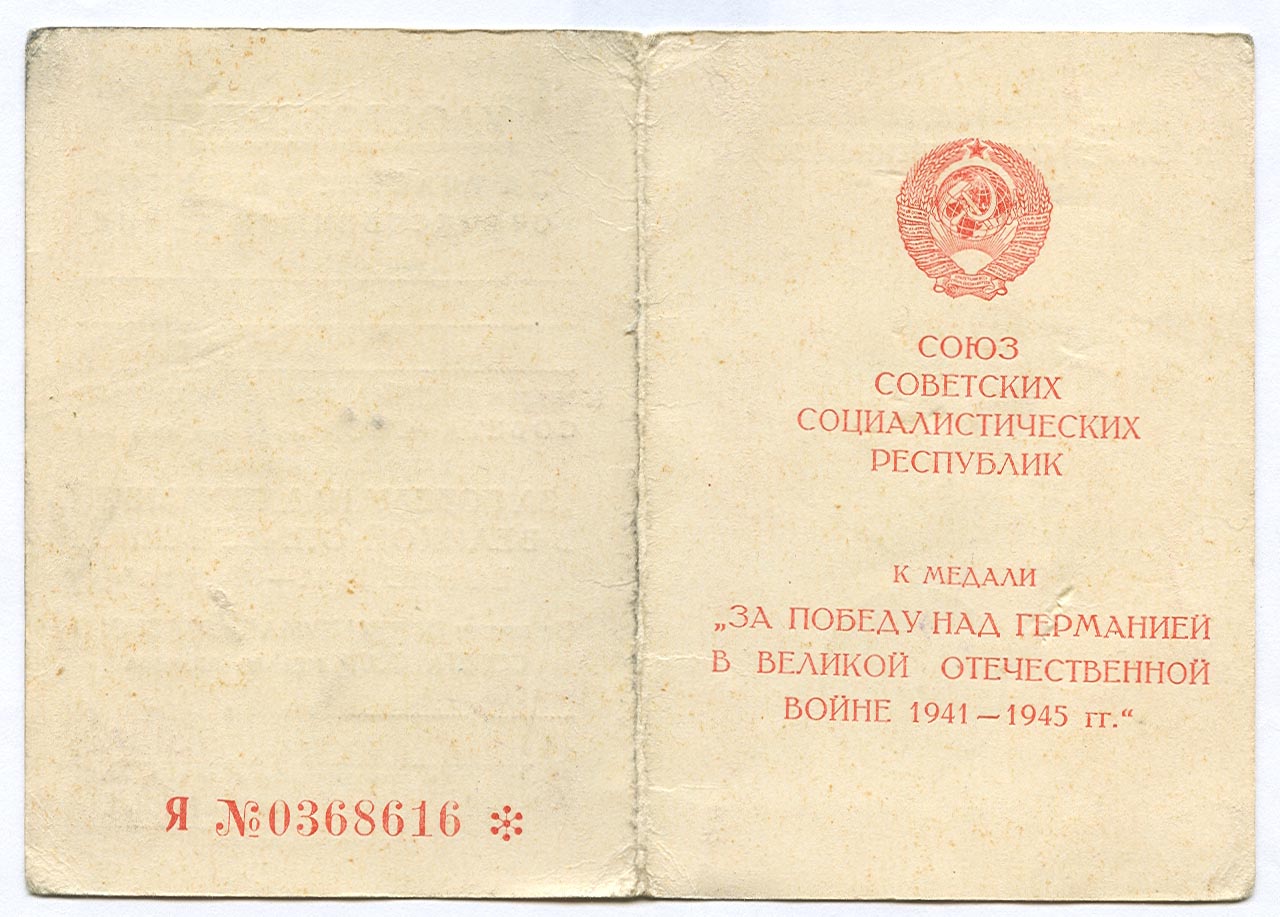 Я №0368616
СОЮЗ
СОВЕТСКИХ
СОЦИАЛИСТИЧЕСКИХ
РЕСПУБЛИК
К МЕДАЛИ
„ЗА ПОБЕДУ НАД ГЕРМАНИЕЙ
В ВЕЛИКОЙ ОТЕЧЕСТВЕННОЙ
ВОЙНЕ 1941—1945 гг.“